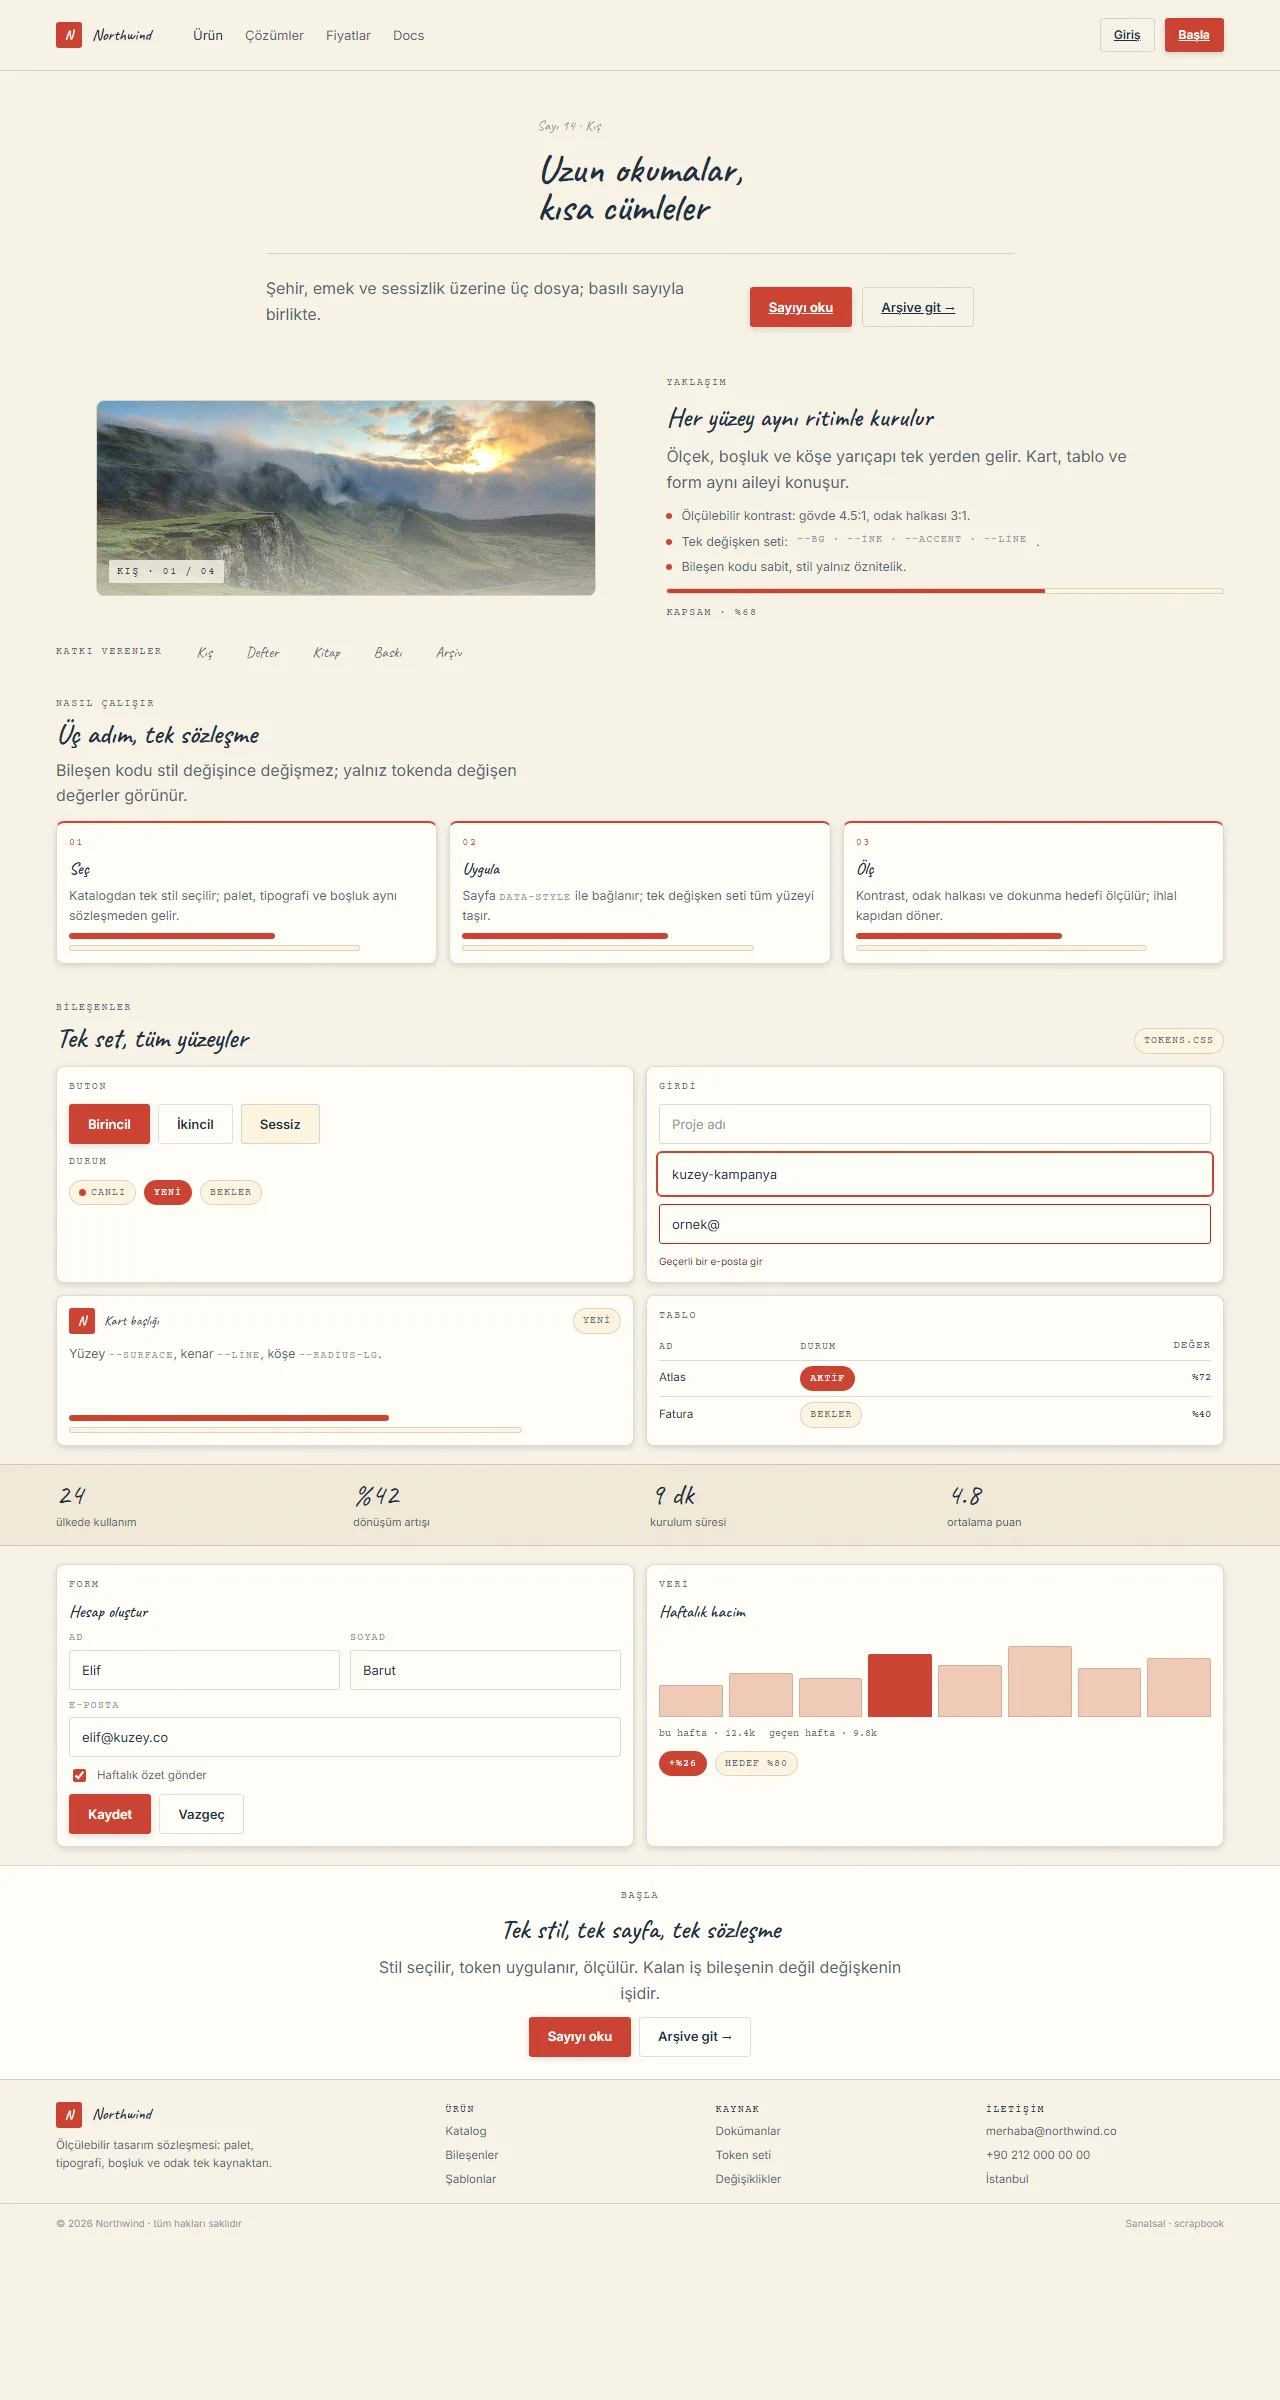 N Northwind Ürün Çözümler Fiyatlar Docs Giriş Başla
Sayı 14 · Kış
Uzun okumalar,
kısa cümleler
Şehir, emek ve sessizlik üzerine üç dosya; basılı sayıyla
birlikte.
Sayıyı oku Arşive git →
KIŞ · 01 / 04
YAKLAŞIM
Her yüzey aynı ritimle kurulur
Ölçek, boşluk ve köşe yarıçapı tek yerden gelir. Kart, tablo ve
form aynı aileyi konuşur.
Ölçülebilir kontrast: gövde 4.5:1, odak halkası 3:1.
Tek değişken seti: --BG · --İNK · --ACCENT · --LİNE .
Bileşen kodu sabit, stil yalnız öznitelik.
KAPSAM · %68
KATKI VERENLER Kış Defter Kitap Baskı Arşiv
NASIL ÇALIŞIR
Üç adım, tek sözleşme
Bileşen kodu stil değişince değişmez; yalnız tokenda değişen
değerler görünür.
01
Seç
Katalogdan tek stil seçilir; palet, tipografi ve boşluk aynı
sözleşmeden gelir.
02
Uygula
Sayfa DATA-STYLE ile bağlanır; tek değişken seti tüm yüzeyi
taşır.
03
Ölç
Kontrast, odak halkası ve dokunma hedefi ölçülür; ihlal
kapıdan döner.
BİLEŞENLER
Tek set, tüm yüzeyler
TOKENS.CSS
BUTON
Birincil İkincil Sessiz
DURUM
CANLI YENİ BEKLER
GİRDİ
Proje adı
kuzey-kampanya
ornek@
Geçerli bir e-posta gir
N Kart başlığı YENİ
Yüzey --SURFACE, kenar --LİNE, köşe --RADİUS-LG.
TABLO
AD DURUM DEĞER
Atlas AKTİF %72
Fatura BEKLER %40
24
ülkede kullanım
%42
dönüşüm artışı
9 dk
kurulum süresi
4.8
ortalama puan
FORM
Hesap oluştur
AD SOYAD
Elif Barut
E-POSTA
elif@kuzey.co
Haftalık özet gönder
Kaydet Vazgeç
VERİ
Haftalık hacim
bu hafta · 12.4k geçen hafta · 9.8k
+%26 HEDEF %80
BAŞLA
Tek stil, tek sayfa, tek sözleşme
Stil seçilir, token uygulanır, ölçülür. Kalan iş bileşenin değil değişkenin
işidir.
Sayıyı oku Arşive git →
N Northwind
Ölçülebilir tasarım sözleşmesi: palet,
tipografi, boşluk ve odak tek kaynaktan.
ÜRÜN
Katalog
Bileşenler
Şablonlar
KAYNAK
Dokümanlar
Token seti
Değişiklikler
İLETİŞİM
merhaba@northwind.co
+90 212 000 00 00
İstanbul
© 2026 Northwind · tüm hakları saklıdır
Sanatsal · scrapbook